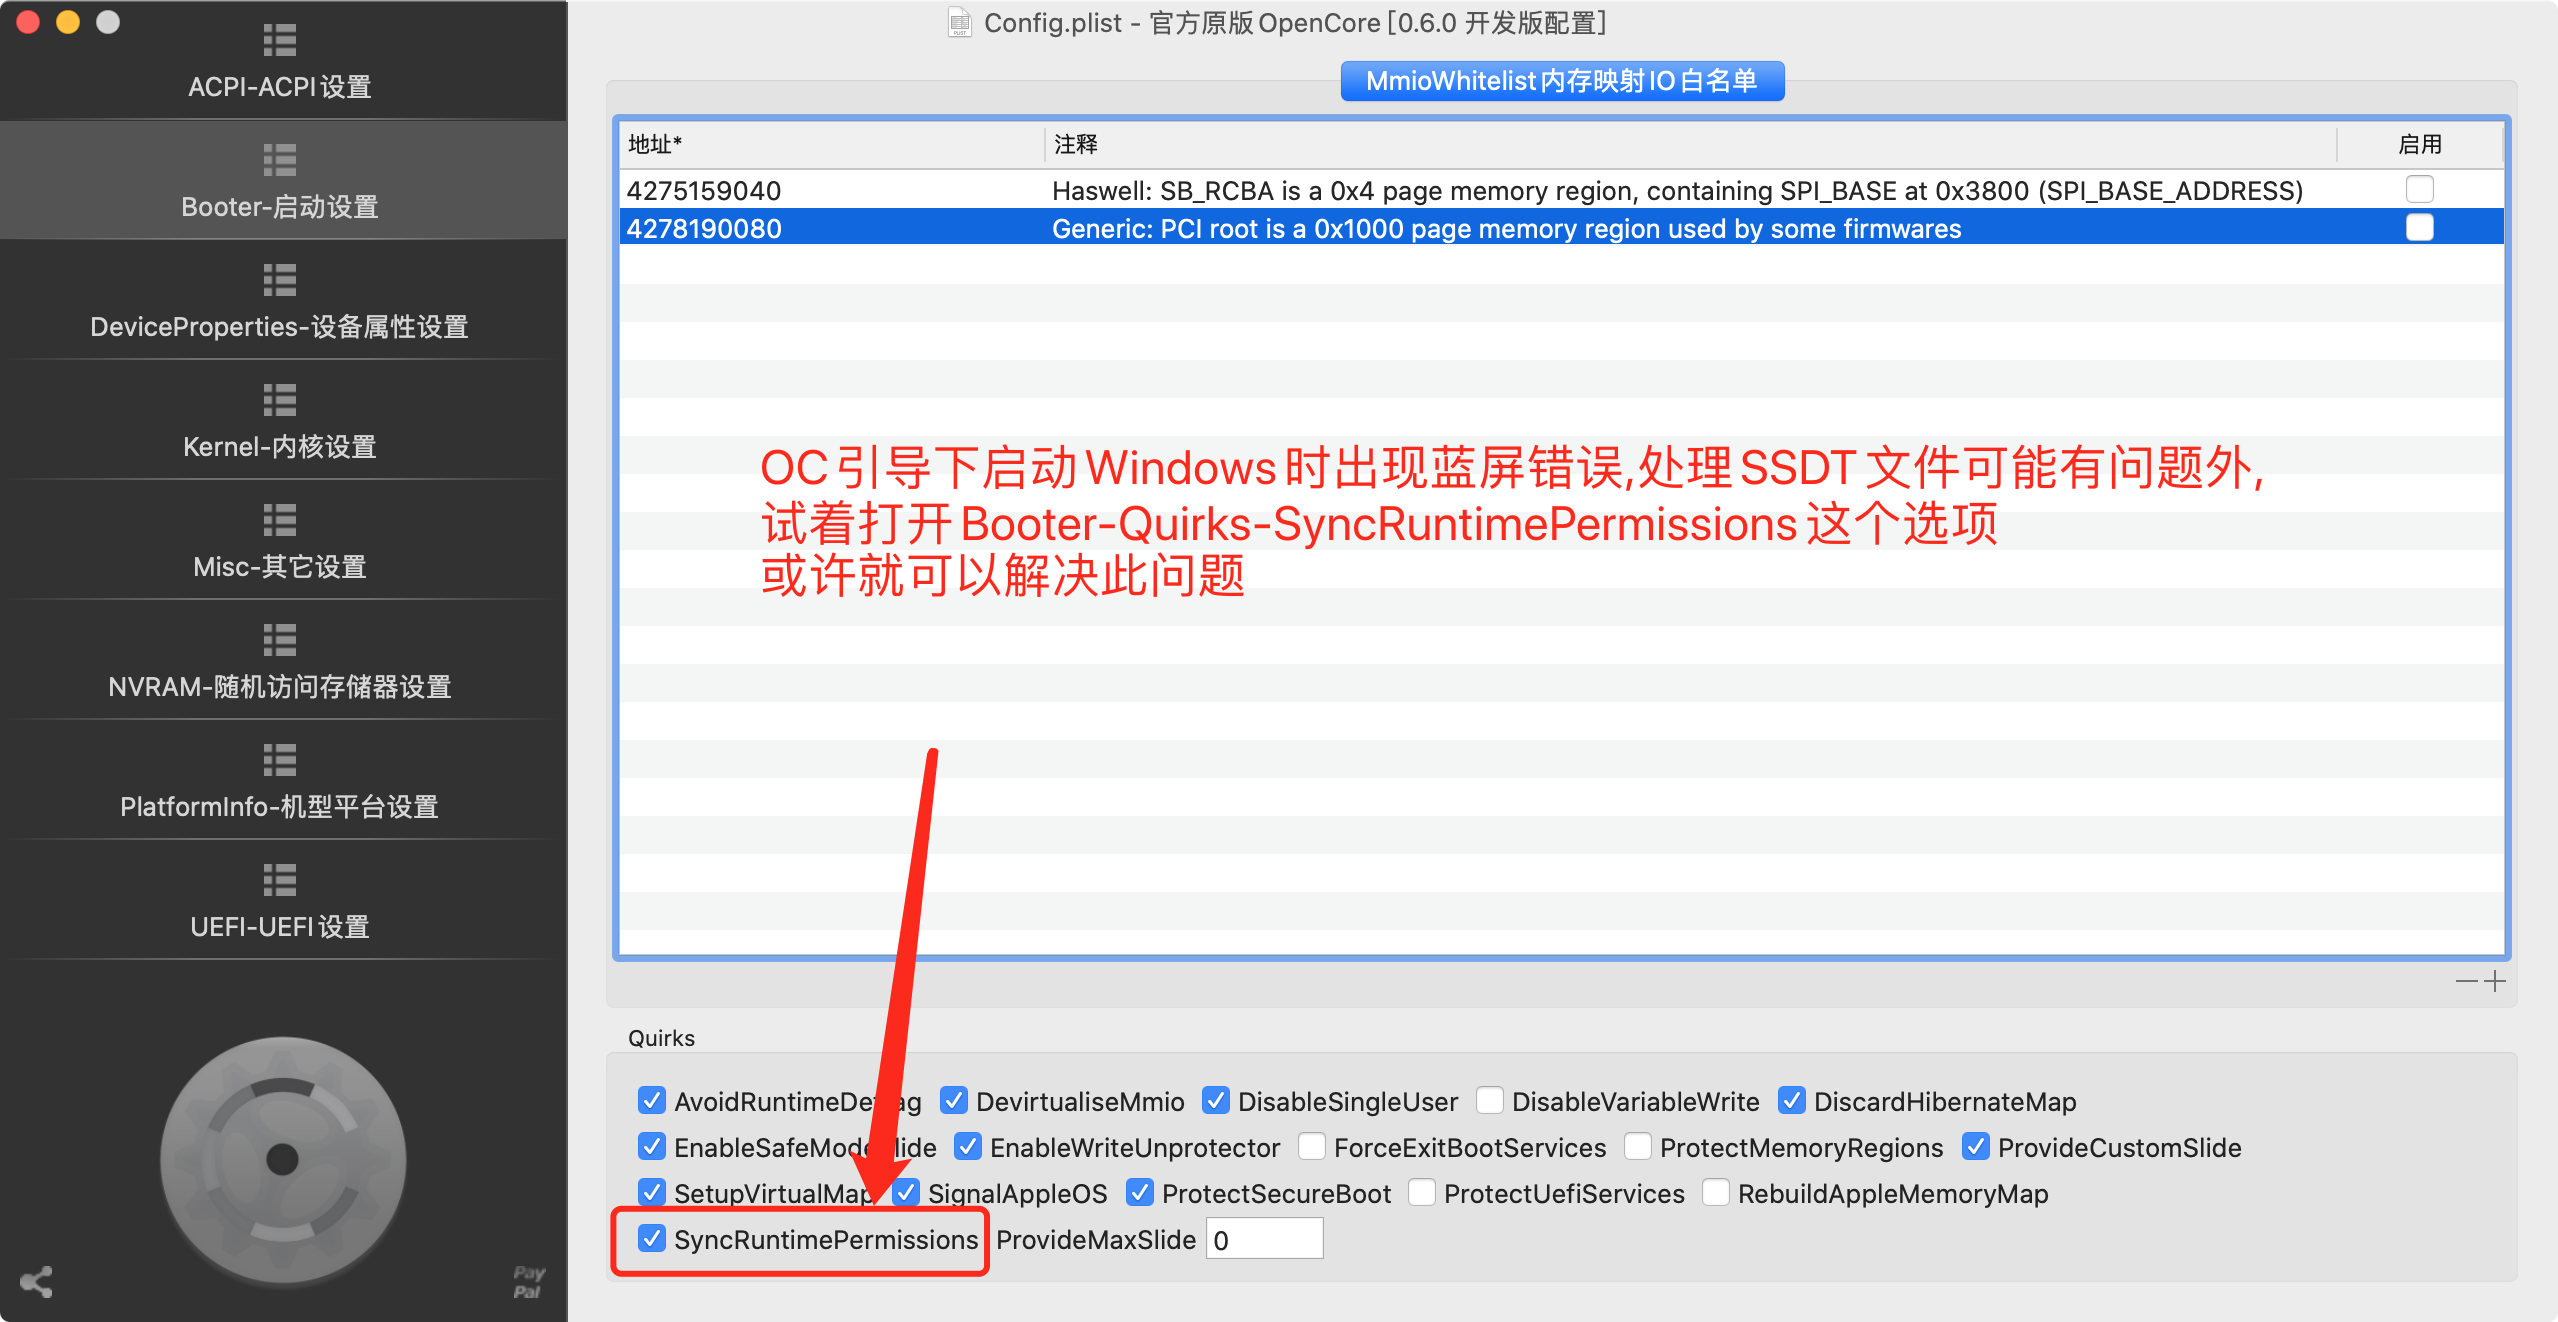 Config.plist - 官方原版OpenCore [0.6.0 开发版配置]
ACPI-ACPI设置
Booter-启动设置
DeviceProperties-设备属性设置
Kernel-内核设置
Misc-其它设置
NVRAM-随机访问存储器设置
PlatformInfo-机型平台设置
UEFI-UEFI设置
Pay
Pal
MmioWhitelist内存映射IO白名单
地址* 注释 启用
4275159040 Haswell: SB_RCBA is a 0x4 page memory region, containing SPI_BASE at 0x3800 (SPI_BASE_ADDRESS)
4278190080 Generic: PCI root is a 0x1000 page memory region used by some firmwares
OC引导下启动Windows时出现蓝屏错误,处理SSDT文件可能有问题外,
试着打开Booter-Quirks-SyncRuntimePermissions这个选项
或许就可以解决此问题
Quirks
AvoidRuntimeDefrag DevirtualiseMmio DisableSingleUser DisableVariableWrite DiscardHibernateMap
EnableSafeModeSlide EnableWriteUnprotector ForceExitBootServices ProtectMemoryRegions ProvideCustomSlide
SetupVirtualMap SignalAppleOS ProtectSecureBoot ProtectUefiServices RebuildAppleMemoryMap
SyncRuntimePermissions ProvideMaxSlide 0